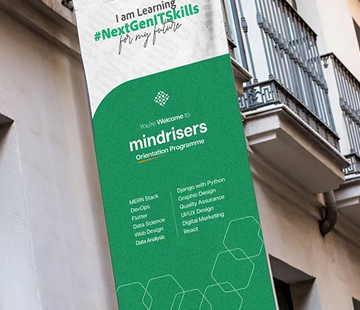 I am Learning
#NextGenITSkills
for my future
You're Welcome to
mindrisers
Orientation Programme
MERN Stack
DevOps
Flutter
Data Science
Web Design
Data Analysis
Django with Python
Graphic Design
Quality Assurance
UI/UX Design
Digital Marketing
React